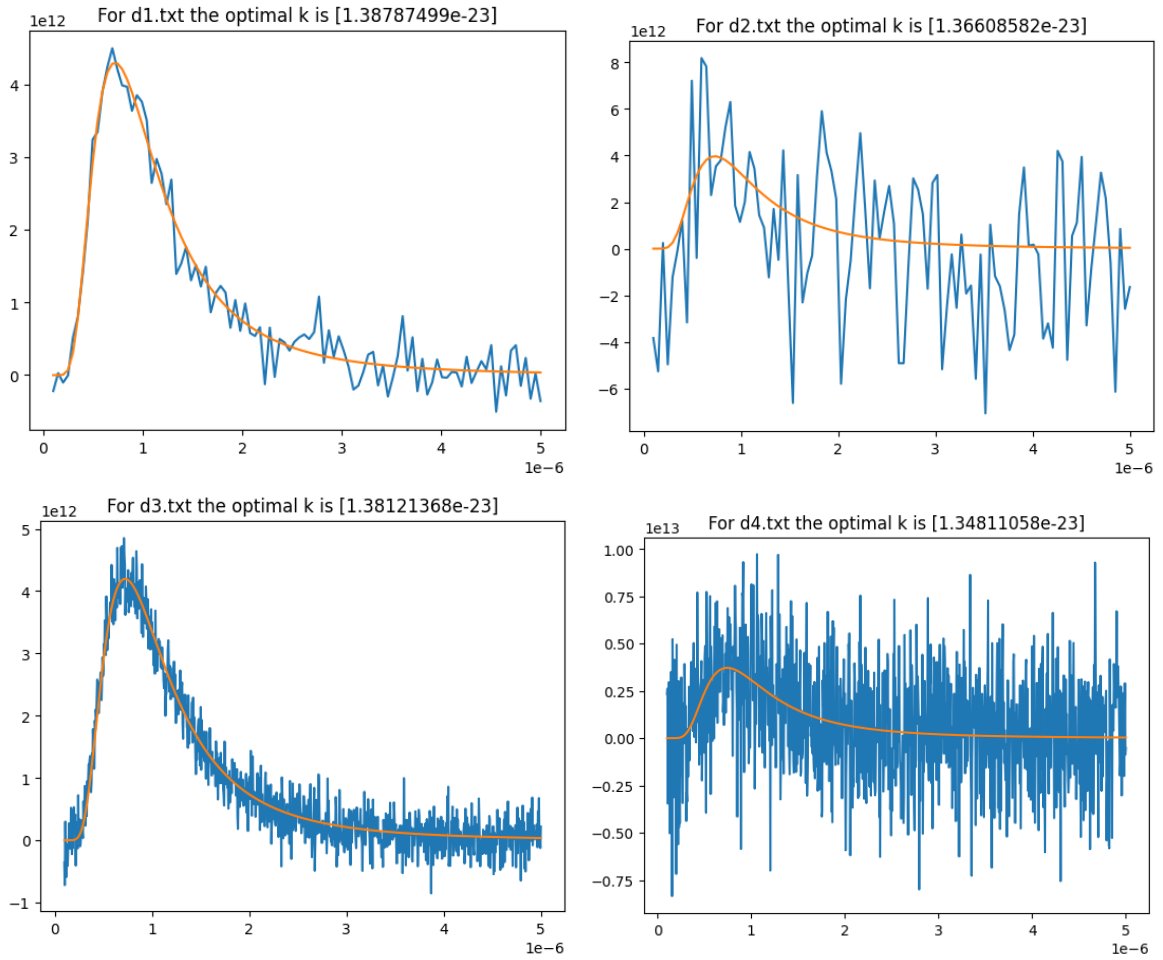 For d1.txt the optimal k is [1.38787499e-23]
1e12
4
3
2
1
0
0 1 2 3 4 5
1e−6
For d2.txt the optimal k is [1.36608582e-23]
1e12
8
6
4
2
0
−2
−4
−6
0 1 2 3 4 5
1e−6
For d3.txt the optimal k is [1.38121368e-23]
1e12
5
4
3
2
1
0
−1
0 1 2 3 4 5
1e−6
For d4.txt the optimal k is [1.34811058e-23]
1e13
1.00
0.75
0.50
0.25
0.00
−0.25
−0.50
−0.75
0 1 2 3 4 5
1e−6